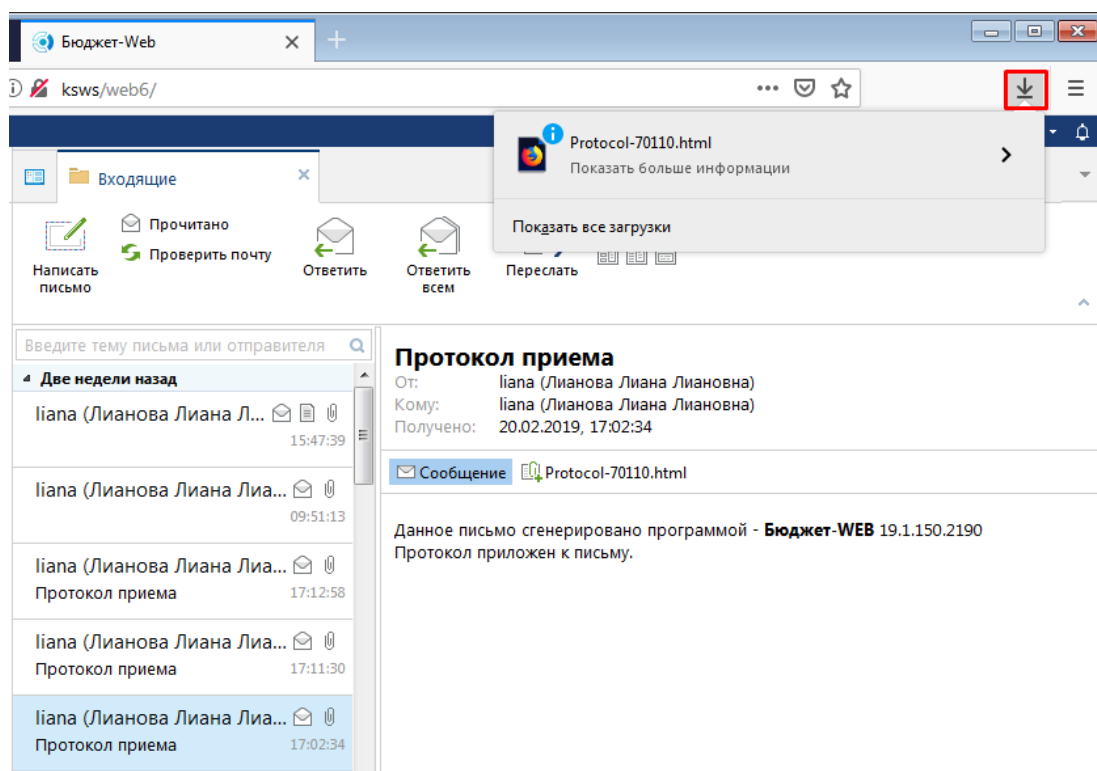 Бюджет-Web
ksws/web6/
Protocol-70110.html
Показать больше информации
Показать все загрузки
Входящие
Написать письмо
Прочитано
Проверить почту
Ответить
Ответить всем
Переслать
Введите тему письма или отправителя
Две недели назад
liana (Лианова Лиана Л...
15:47:39
liana (Лианова Лиана Лиа...
09:51:13
liana (Лианова Лиана Лиа...
Протокол приема 17:12:58
liana (Лианова Лиана Лиа...
Протокол приема 17:11:30
liana (Лианова Лиана Лиа...
Протокол приема 17:02:34
Протокол приема
От: liana (Лианова Лиана Лиановна)
Кому: liana (Лианова Лиана Лиановна)
Получено: 20.02.2019, 17:02:34
Сообщение Protocol-70110.html
Данное письмо сгенерировано программой - Бюджет-WEB 19.1.150.2190
Протокол приложен к письму.